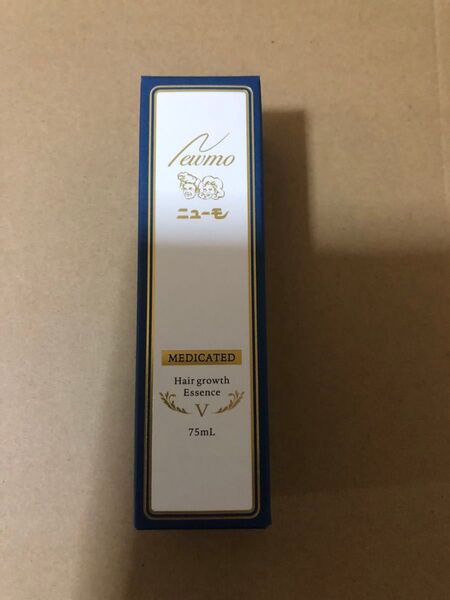 Newmo
ニューモ
MEDICATED
Hair growth
Essence
V
75mL